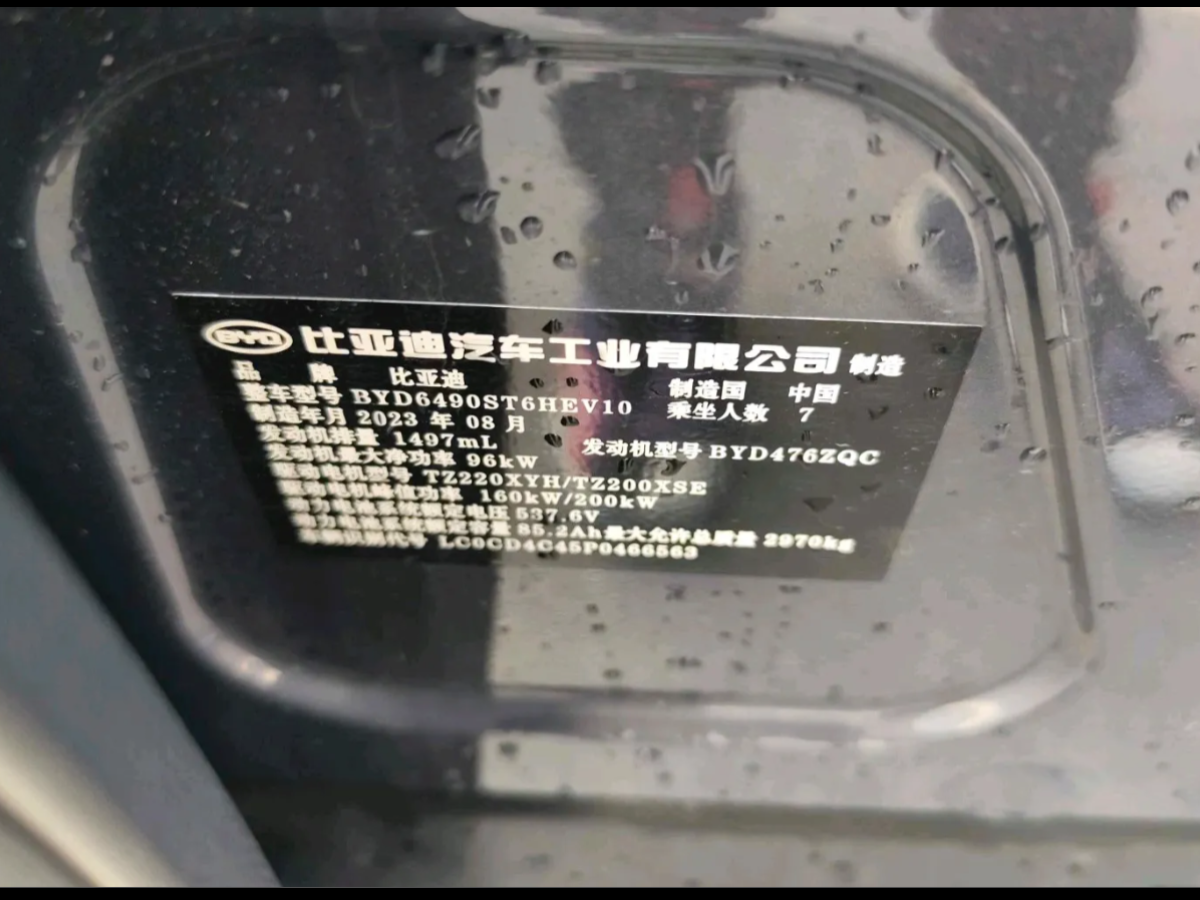 BYD 比亚迪汽车工业有限公司 制造
品 牌 比亚迪 制造国 中国
整车型号 BYD6490ST6HEV10 乘坐人数 7
制造年月 2023 年 08 月
发动机排量 1497mL 发动机型号 BYD476ZQC
发动机最大净功率 96kW
驱动电机型号 TZ220XYH/TZ200XSE
驱动电机峰值功率 160kW/200kW
动力电池系统额定电压 537.6V
动力电池系统额定容量 85.2Ah 最大允许总质量 2970kg
车辆识别代号 LC0CD4C45P0466563